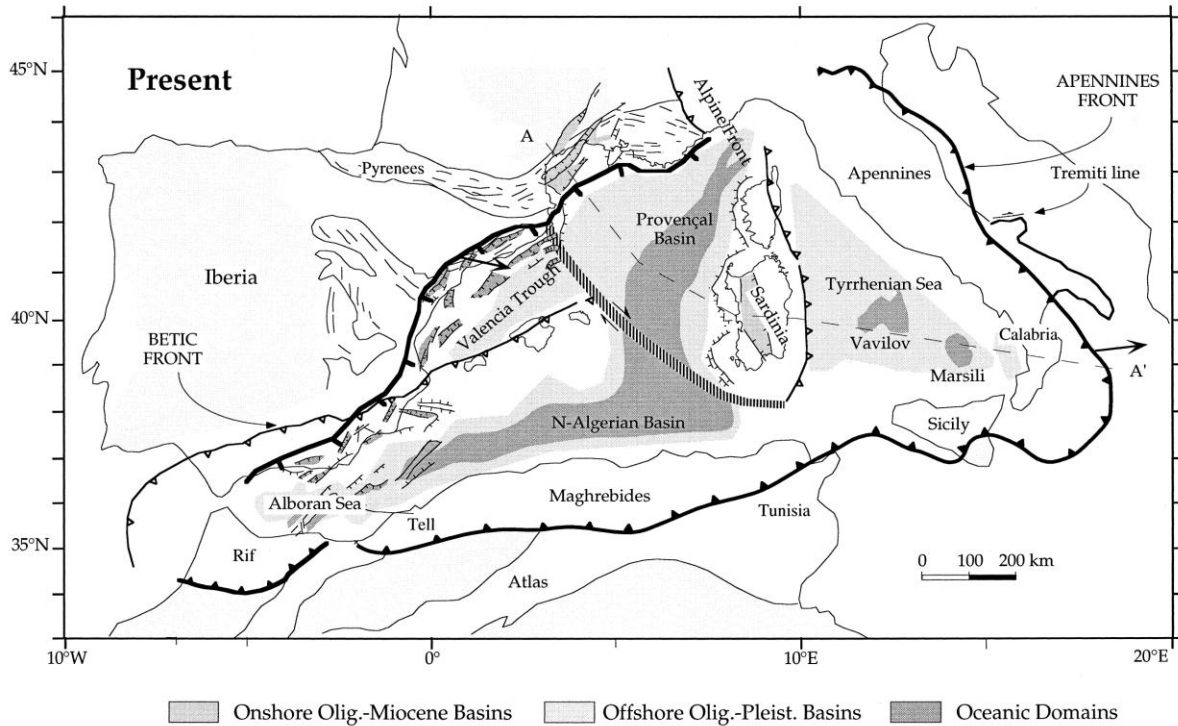 45°N
40°N
35°N
Present
A
Alpine Front
APENNINES
FRONT
Tremiti line
Apennines
Pyrenees
Provençal
Basin
Iberia
Valencia Trough
Sardinia
Tyrrhenian Sea
Vavilov
Calabria
Marsili
A'
BETIC
FRONT
N-Algerian Basin
Sicily
Alboran Sea
Maghrebides
Tell
Tunisia
Rif
Atlas
0 100 200 km
10°W
0°
10°E
20°E
Onshore Olig.-Miocene Basins
Offshore Olig.-Pleist. Basins
Oceanic Domains